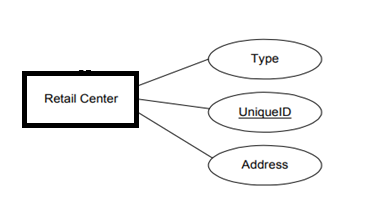 Type
Retail Center
UniqueID
Address